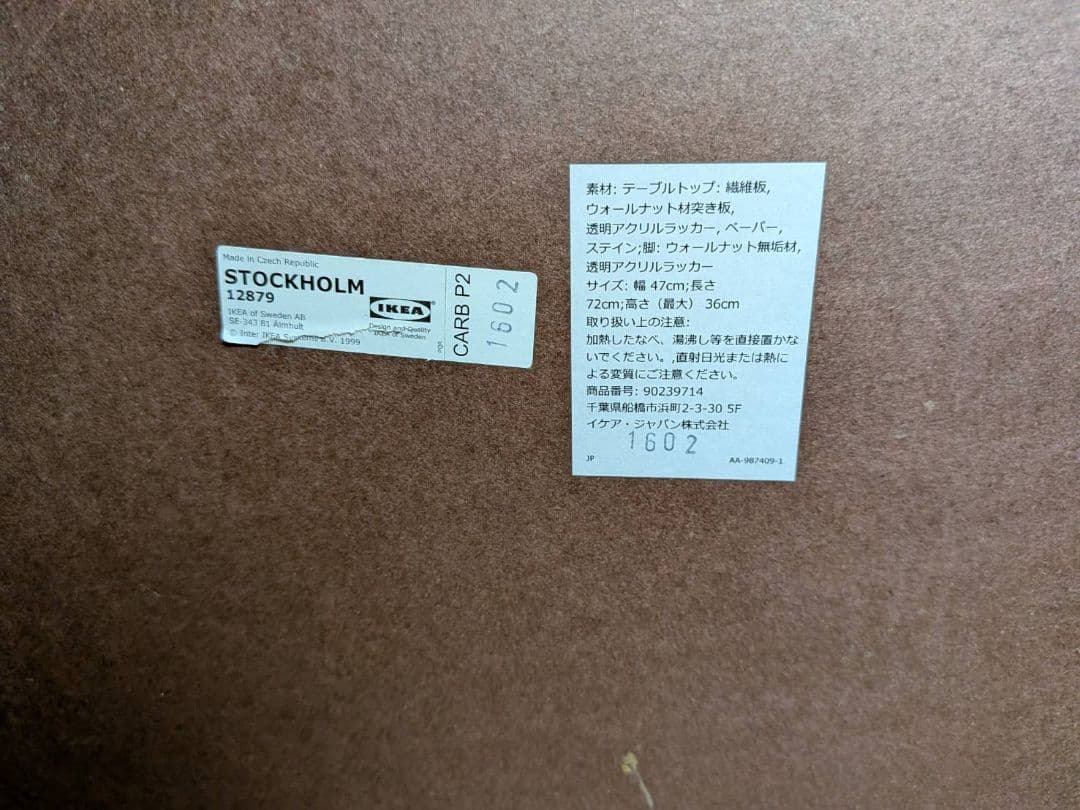 Made in Czech Republic
STOCKHOLM
12879
IKEA of Sweden AB
SE-343 81 Älmhult
© Inter IKEA Systems B.V. 1999
IKEA®
Design and Quality
IKEA of Sweden
PQR
CARB P2
1602
素材: テーブルトップ: 繊維板,
ウォールナット材突き板,
透明アクリルラッカー, ペーパー,
ステイン;脚: ウォールナット無垢材,
透明アクリルラッカー
サイズ: 幅 47cm;長さ
72cm;高さ（最大） 36cm
取り扱い上の注意:
加熱したなべ、湯沸し等を直接置かな
いでください。,直射日光または熱に
よる変質にご注意ください。
商品番号: 90239714
千葉県船橋市浜町2-3-30 5F
イケア・ジャパン株式会社
1602
JP
AA-987409-1